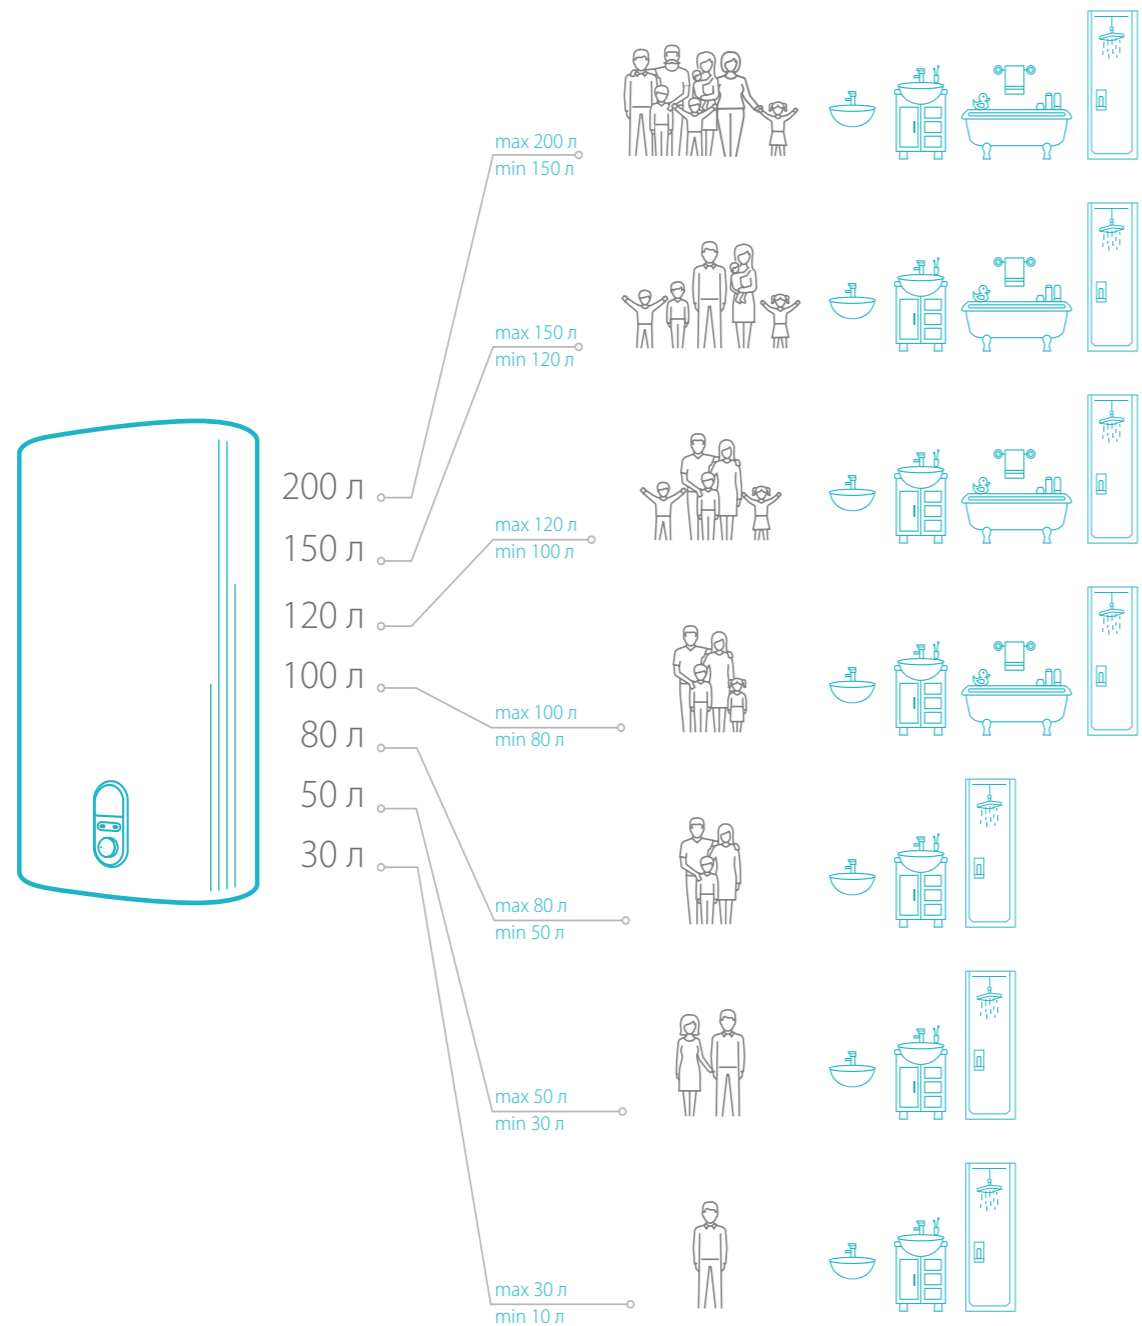 200 л
150 л
120 л
100 л
80 л
50 л
30 л
max 200 л
min 150 л
max 150 л
min 120 л
max 120 л
min 100 л
max 100 л
min 80 л
max 80 л
min 50 л
max 50 л
min 30 л
max 30 л
min 10 л